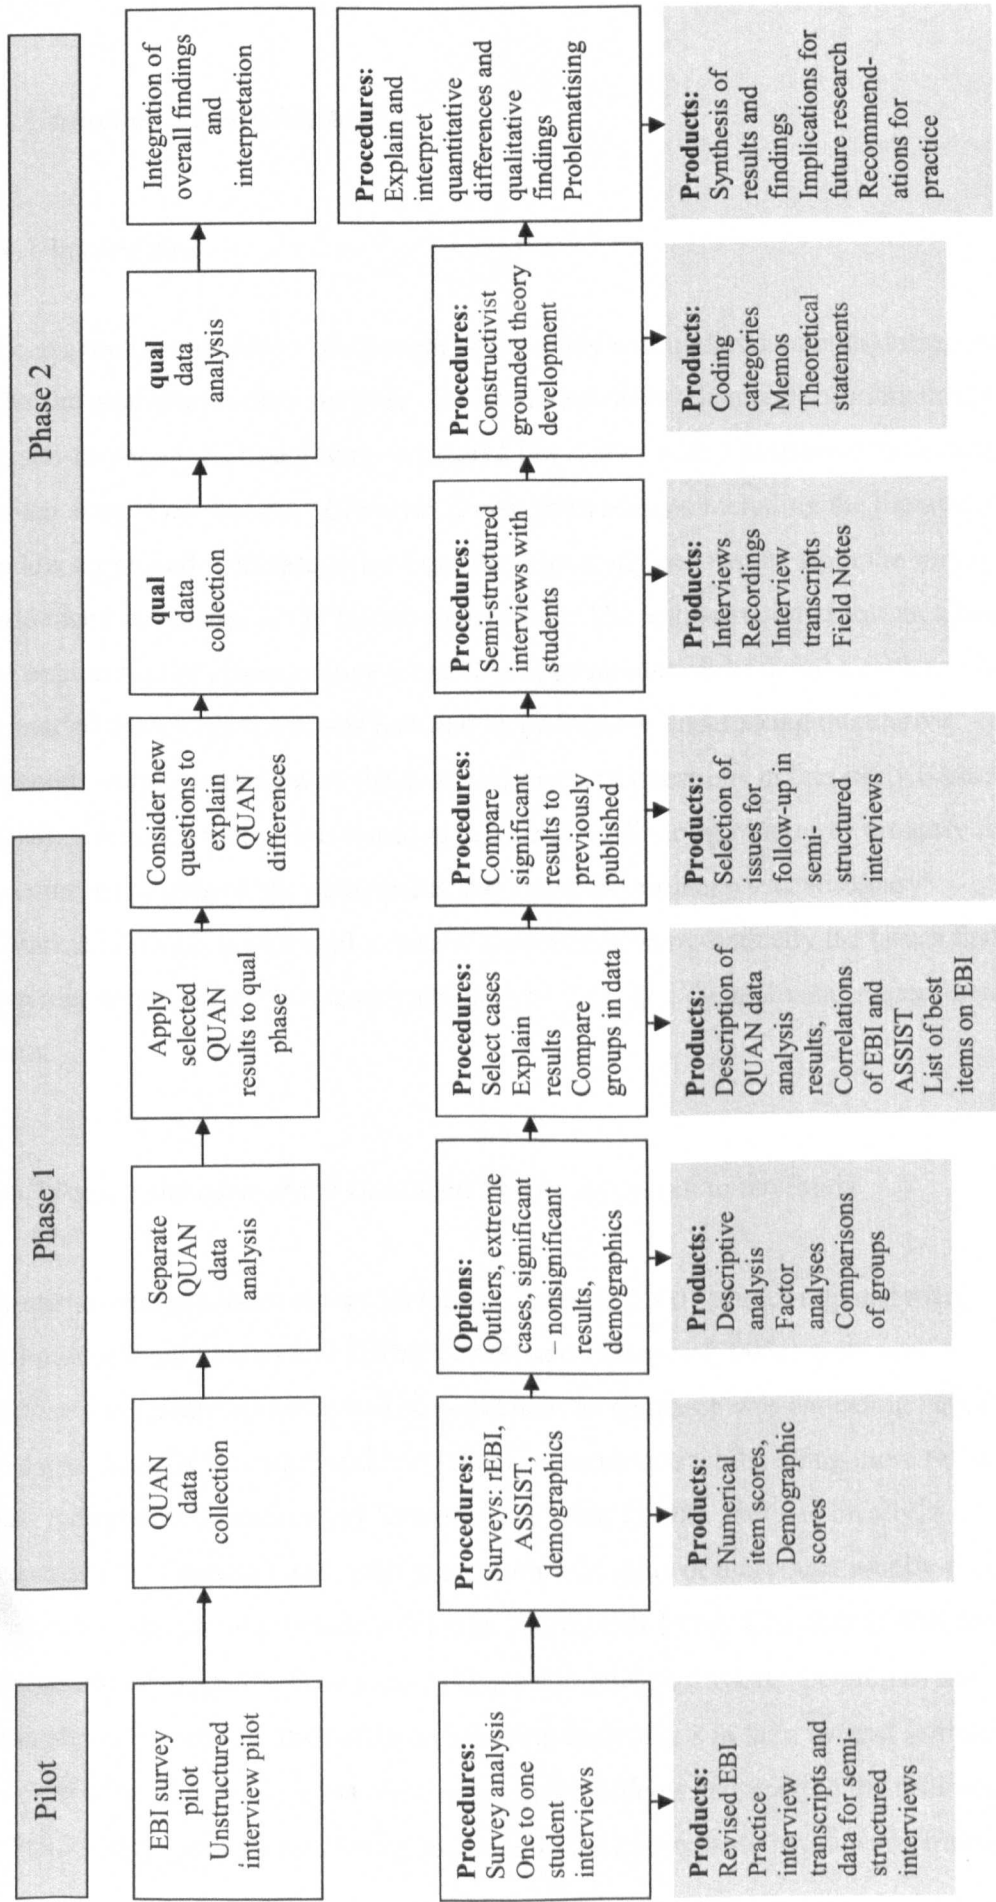 Pilot
Phase 1
Phase 2
EBI survey
pilot
Unstructured
interview pilot
QUAN
data
collection
Separate
QUAN
data
analysis
Apply
selected
QUAN
results to qual
phase
Consider new
questions to
explain
QUAN
differences
qual
data
collection
qual
data
analysis
Integration of
overall findings
and
interpretation
Procedures:
Survey analysis
One to one
student
interviews
Procedures:
Surveys: rEBI,
ASSIST,
demographics
Options:
Outliers, extreme
cases, significant
– nonsignificant
results,
demographics
Procedures:
Select cases
Explain
results
Compare
groups in data
Procedures:
Compare
significant
results to
previously
published
Procedures:
Semi-structured
interviews with
students
Procedures:
Constructivist
grounded theory
development
Procedures:
Explain and
interpret
quantitative
differences and
qualitative
findings
Problematising
Products:
Revised EBI
Practice
interview
transcripts and
data for semi-
structured
interviews
Products:
Numerical
item scores,
Demographic
scores
Products:
Descriptive
analysis
Factor
analyses
Comparisons
of groups
Products:
Description of
QUAN data
analysis
results,
Correlations
of EBI and
ASSIST
List of best
items on EBI
Products:
Selection of
issues for
follow-up in
semi-
structured
interviews
Products:
Interviews
Recordings
Interview
transcripts
Field Notes
Products:
Coding
categories
Memos
Theoretical
statements
Products:
Synthesis of
results and
findings
Implications for
future research
Recommend-
ations for
practice